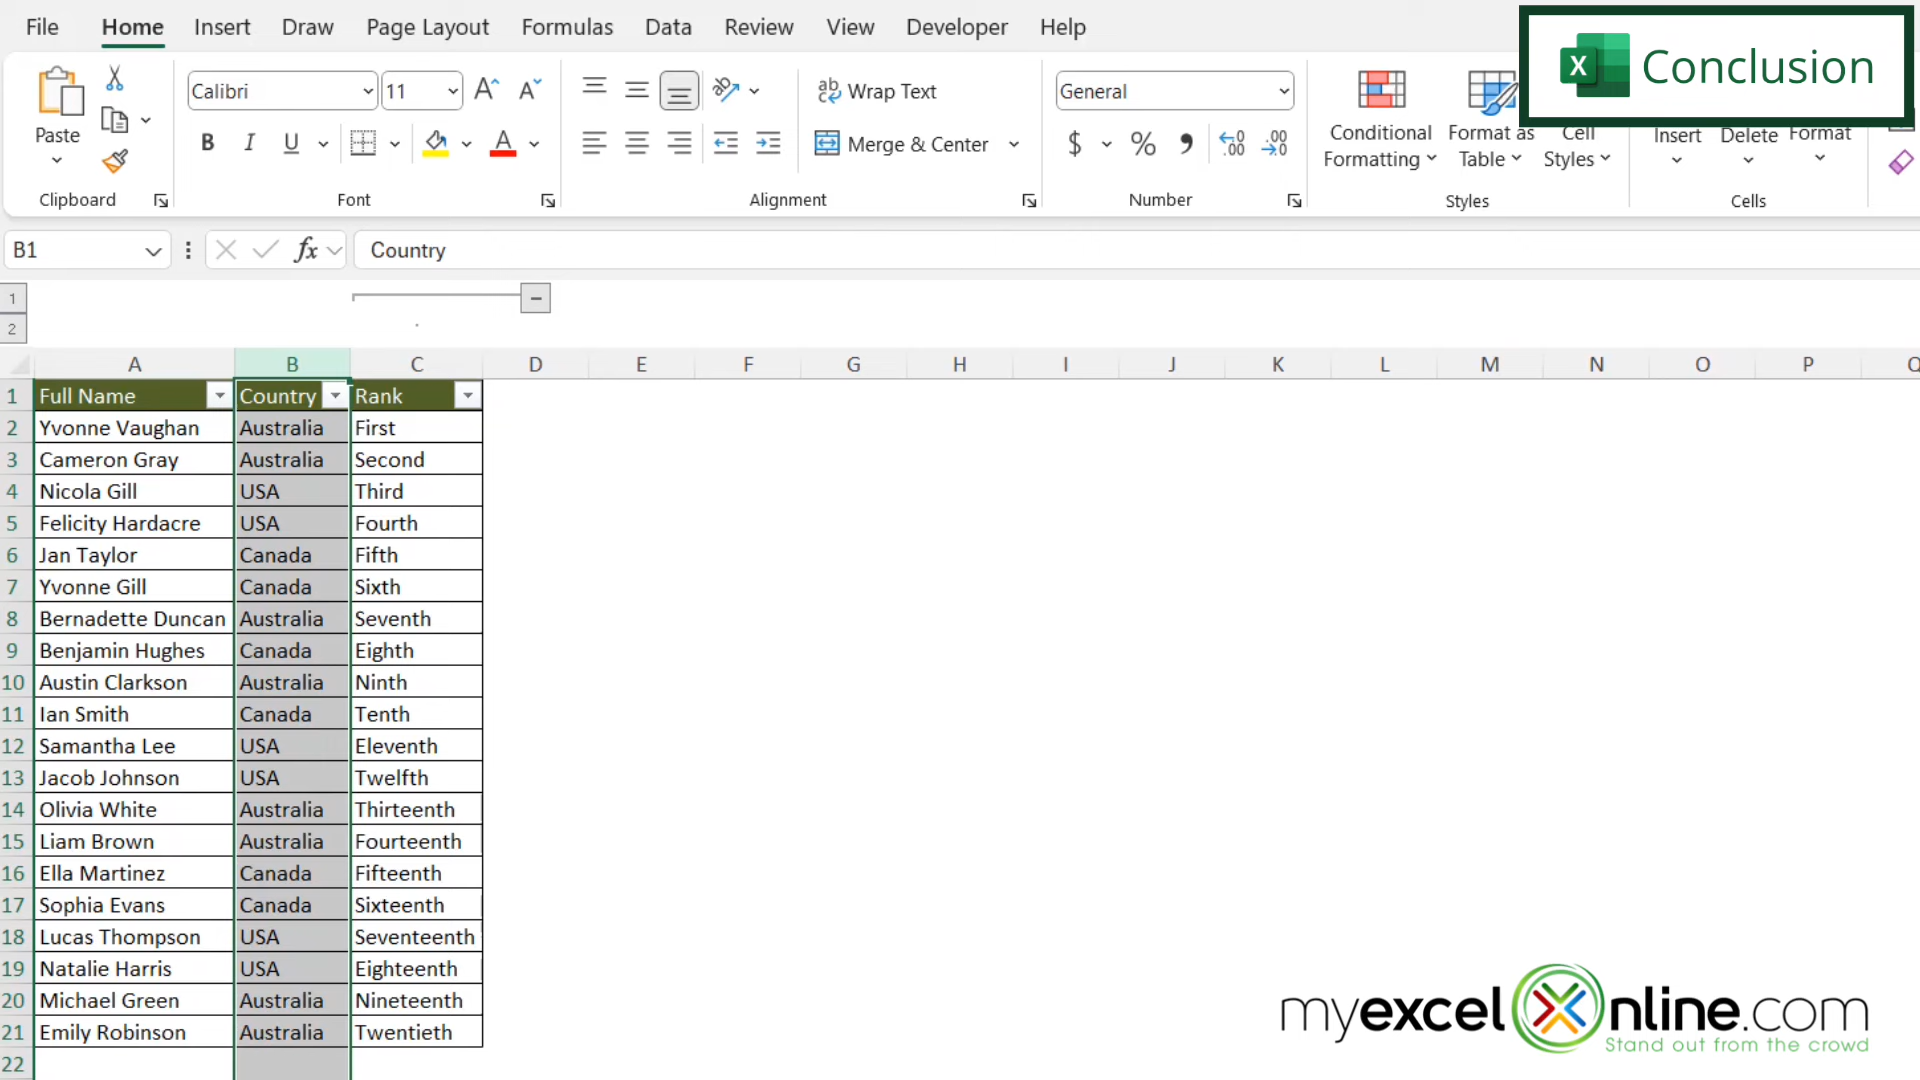 File Home Insert Draw Page Layout Formulas Data Review View Developer Help
Conclusion
Paste
Clipboard
Calibri 11
B I U A
Font
Wrap Text
Merge & Center
Alignment
General
$ % 9
Number
Conditional Formatting
Format as Table
Cell Styles
Styles
Insert Delete Format
Cells
B1 fx Country
1
2
A B C D E F G H I J K L M N O P Q
1 Full Name Country Rank
2 Yvonne Vaughan Australia First
3 Cameron Gray Australia Second
4 Nicola Gill USA Third
5 Felicity Hardacre USA Fourth
6 Jan Taylor Canada Fifth
7 Yvonne Gill Canada Sixth
8 Bernadette Duncan Australia Seventh
9 Benjamin Hughes Canada Eighth
10 Austin Clarkson Australia Ninth
11 Ian Smith Canada Tenth
12 Samantha Lee USA Eleventh
13 Jacob Johnson USA Twelfth
14 Olivia White Australia Thirteenth
15 Liam Brown Australia Fourteenth
16 Ella Martinez Canada Fifteenth
17 Sophia Evans Canada Sixteenth
18 Lucas Thompson USA Seventeenth
19 Natalie Harris USA Eighteenth
20 Michael Green Australia Nineteenth
21 Emily Robinson Australia Twentieth
22
myexcelonline.com
Stand out from the crowd